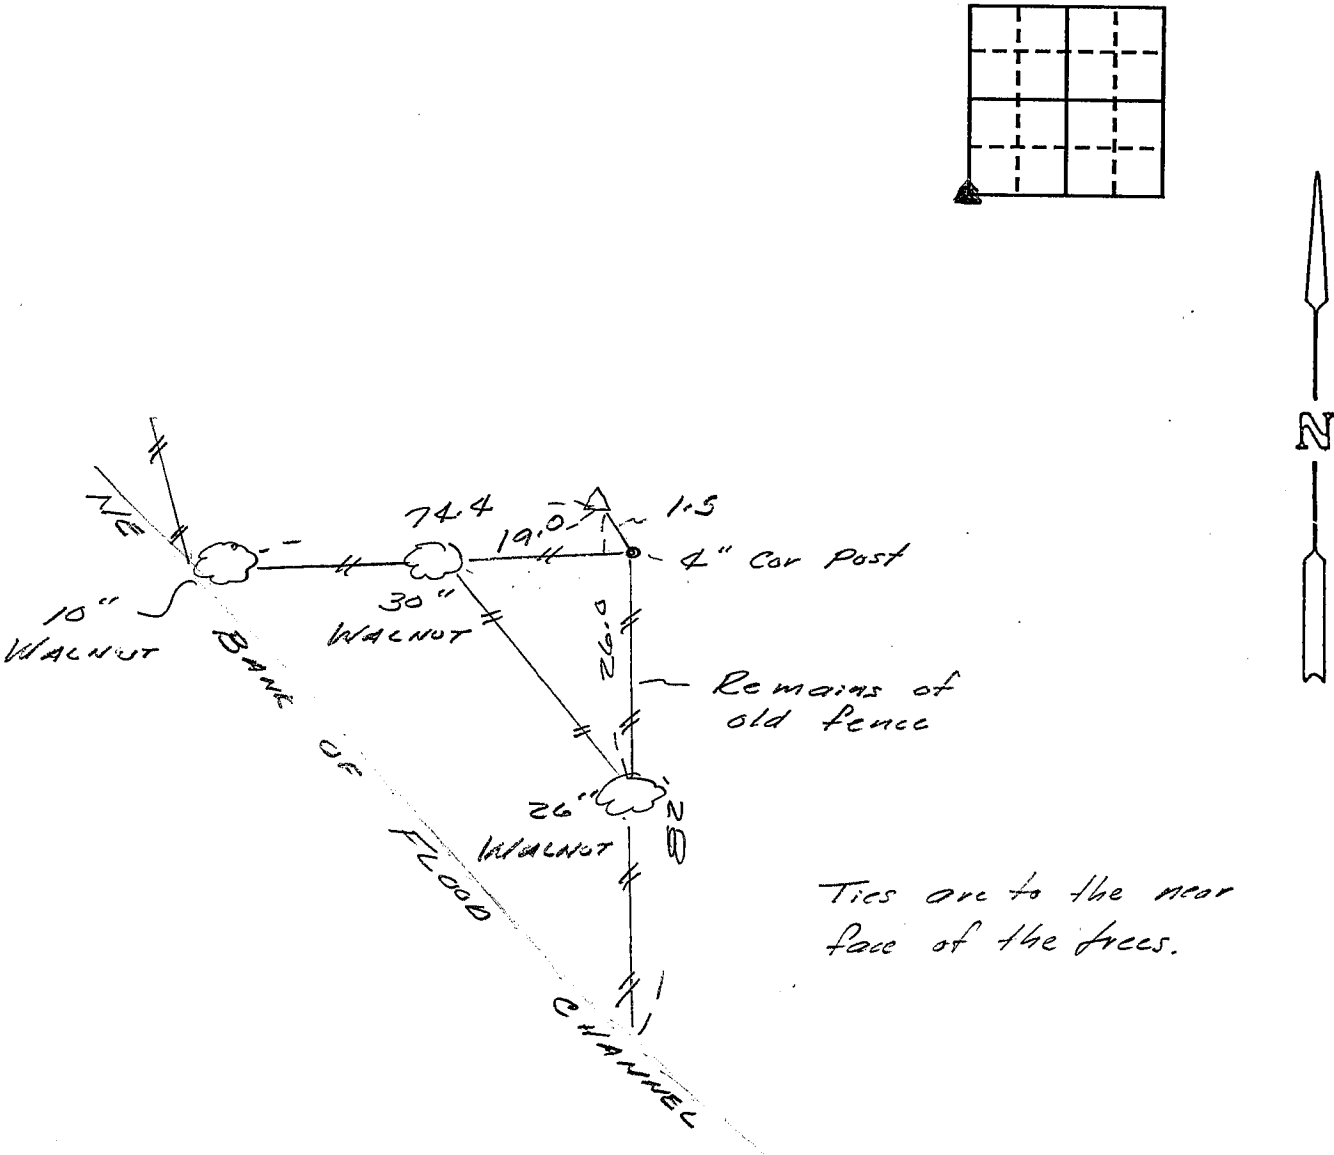 N
74.4
19.0
1.5
4" Cor Post
10"
WALNUT
30"
WALNUT
26.0
Remains of
old fence
26"
WALNUT
28
NE BANK OF FLOOD CHANNEL
Ties are to the near
face of the trees.